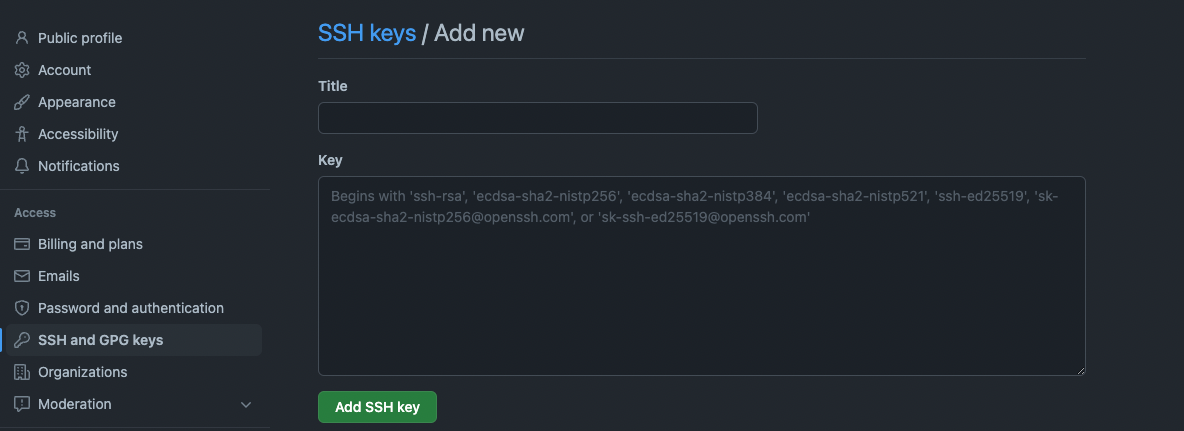 Public profile
Account
Appearance
Accessibility
Notifications
Access
Billing and plans
Emails
Password and authentication
SSH and GPG keys
Organizations
Moderation
SSH keys / Add new
Title
Key
Begins with 'ssh-rsa', 'ecdsa-sha2-nistp256', 'ecdsa-sha2-nistp384', 'ecdsa-sha2-nistp521', 'ssh-ed25519', 'sk-
ecdsa-sha2-nistp256@openssh.com', or 'sk-ssh-ed25519@openssh.com'
Add SSH key